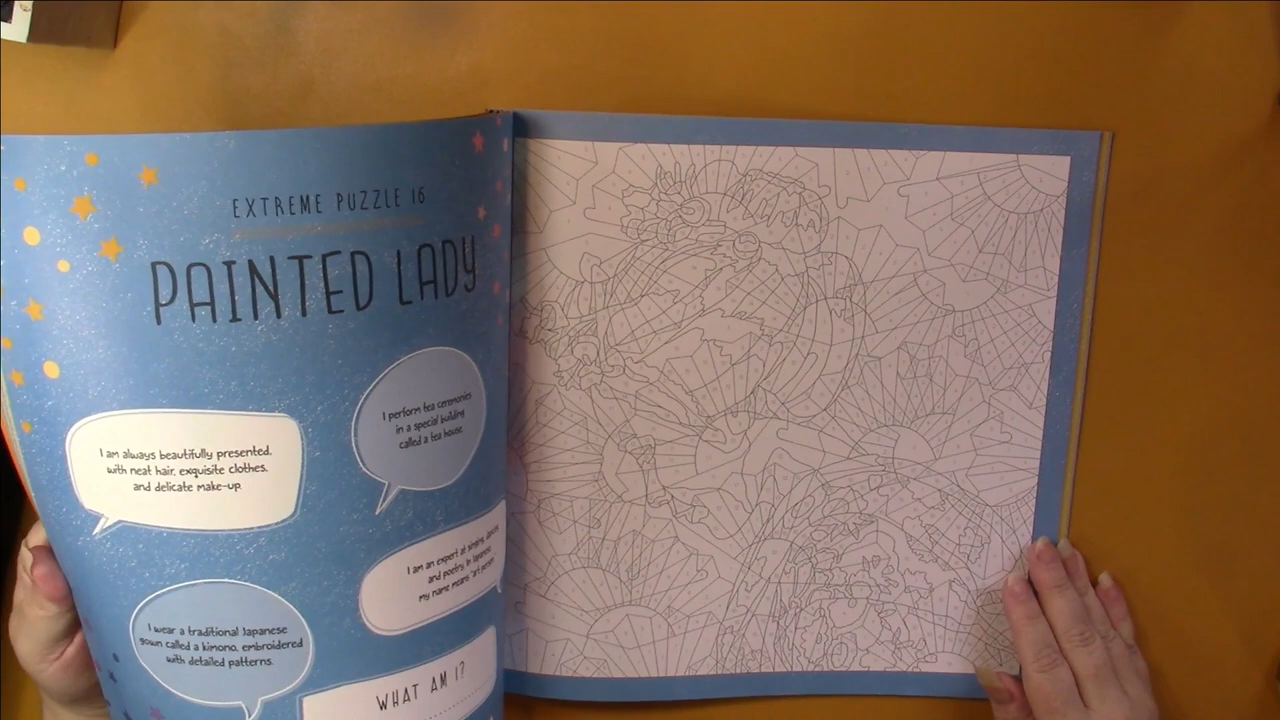 EXTREME PUZZLE 16
PAINTED LADY
I perform tea ceremonies
in a special building
called a tea house.
I am always beautifully presented,
with neat hair, exquisite clothes,
and delicate make-up.
I am an expert at singing, dancing
and poetry. In Japanese
my name means "art person".
I wear a traditional Japanese
gown called a kimono, embroidered
with detailed patterns.
WHAT AM I?